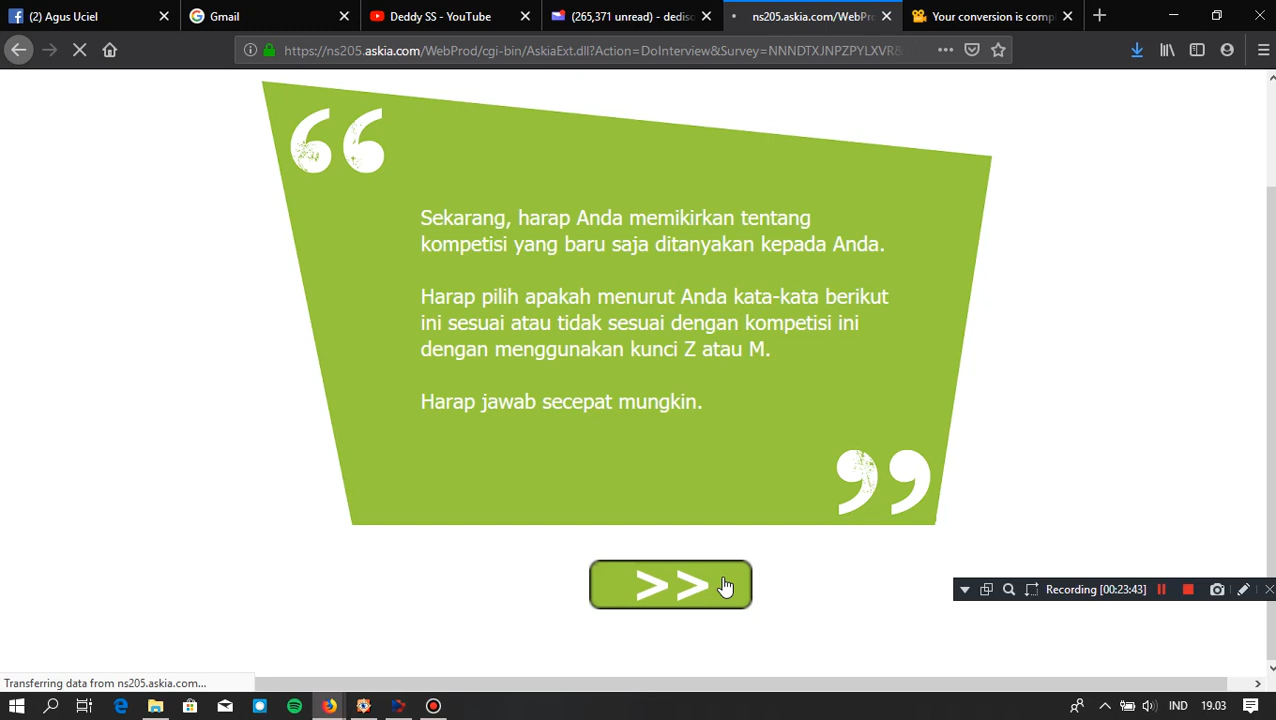 (2) Agus Uciel
Gmail
Deddy SS - YouTube
(265,371 unread) - dediso
ns205.askia.com/WebPro
Your conversion is comp
https://ns205.askia.com/WebProd/cgi-bin/AskiaExt.dll?Action=DoInterview&Survey=NNNDTXJNPZPYLXVR&
Sekarang, harap Anda memikirkan tentang
kompetisi yang baru saja ditanyakan kepada Anda.
Harap pilih apakah menurut Anda kata-kata berikut
ini sesuai atau tidak sesuai dengan kompetisi ini
dengan menggunakan kunci Z atau M.
Harap jawab secepat mungkin.
>>
Recording [00:23:43]
Transferring data from ns205.askia.com...
IND
19.03